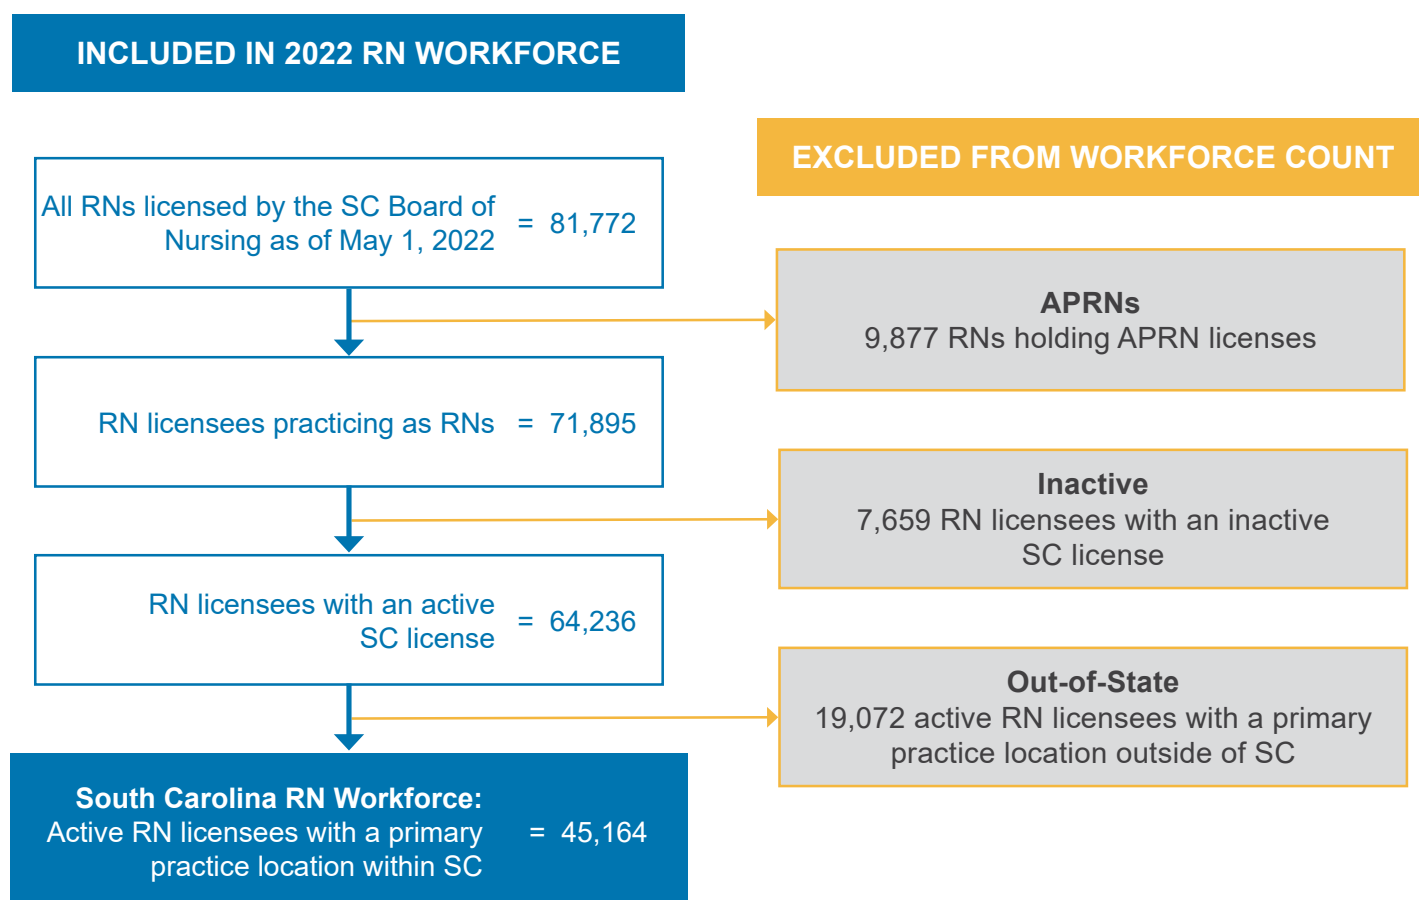 INCLUDED IN 2022 RN WORKFORCE
EXCLUDED FROM WORKFORCE COUNT
All RNs licensed by the SC Board of
Nursing as of May 1, 2022
= 81,772
APRNs
9,877 RNs holding APRN licenses
RN licensees practicing as RNs = 71,895
Inactive
7,659 RN licensees with an inactive
SC license
RN licensees with an active
SC license
= 64,236
Out-of-State
19,072 active RN licensees with a primary
practice location outside of SC
South Carolina RN Workforce:
Active RN licensees with a primary
practice location within SC
= 45,164